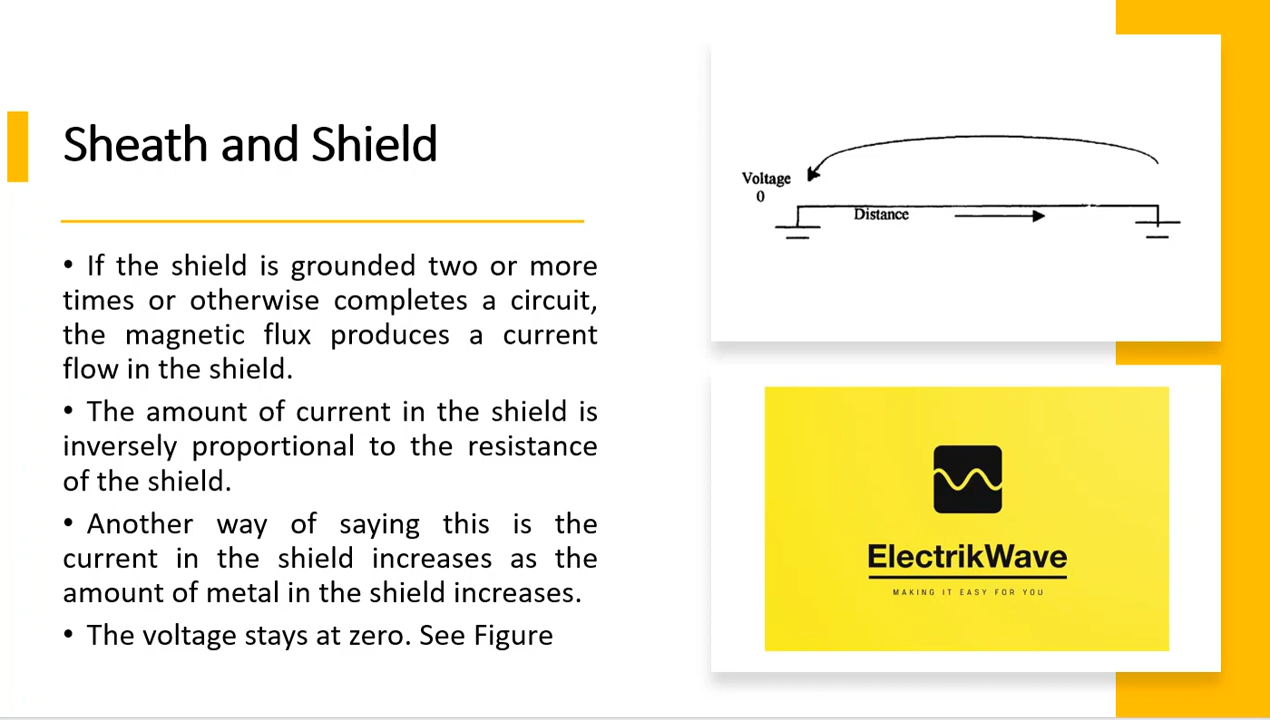 Sheath and Shield
• If the shield is grounded two or more
times or otherwise completes a circuit,
the magnetic flux produces a current
flow in the shield.
• The amount of current in the shield is
inversely proportional to the resistance
of the shield.
• Another way of saying this is the
current in the shield increases as the
amount of metal in the shield increases.
• The voltage stays at zero. See Figure
Voltage
0
Distance
ElectrikWave
MAKING IT EASY FOR YOU